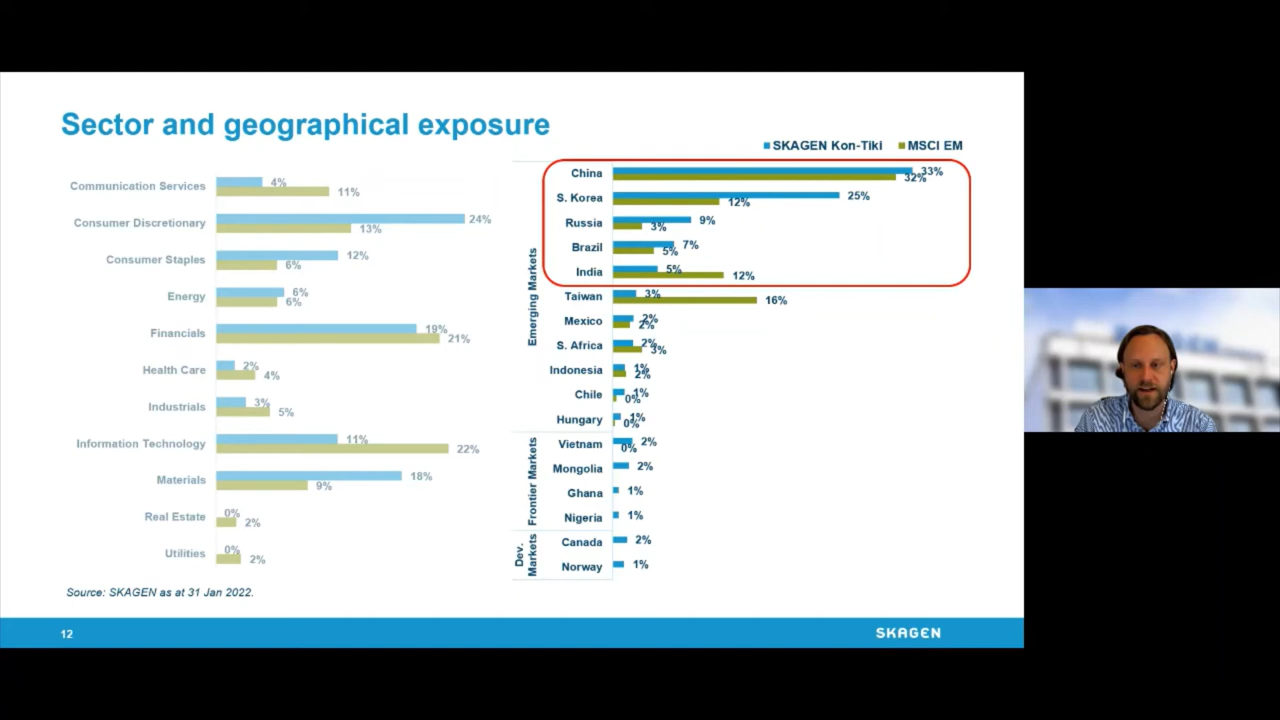 Sector and geographical exposure
SKAGEN Kon-Tiki MSCI EM
Communication Services 4% 11%
Consumer Discretionary 24% 13%
Consumer Staples 12% 6%
Energy 6% 6%
Financials 19% 21%
Health Care 2% 4%
Industrials 3% 5%
Information Technology 11% 22%
Materials 18% 9%
Real Estate 0% 2%
Utilities 0% 2%
Emerging Markets
China 33% 32%
S. Korea 25% 12%
Russia 9% 3%
Brazil 7% 5%
India 5% 12%
Taiwan 3% 16%
Mexico 2% 2%
S. Africa 2% 3%
Indonesia 1% 2%
Chile 1% 0%
Hungary 1% 0%
Frontier Markets
Vietnam 2% 0%
Mongolia 2%
Ghana 1%
Nigeria 1%
Dev. Markets
Canada 2%
Norway 1%
Source: SKAGEN as at 31 Jan 2022.
12
SKAGEN